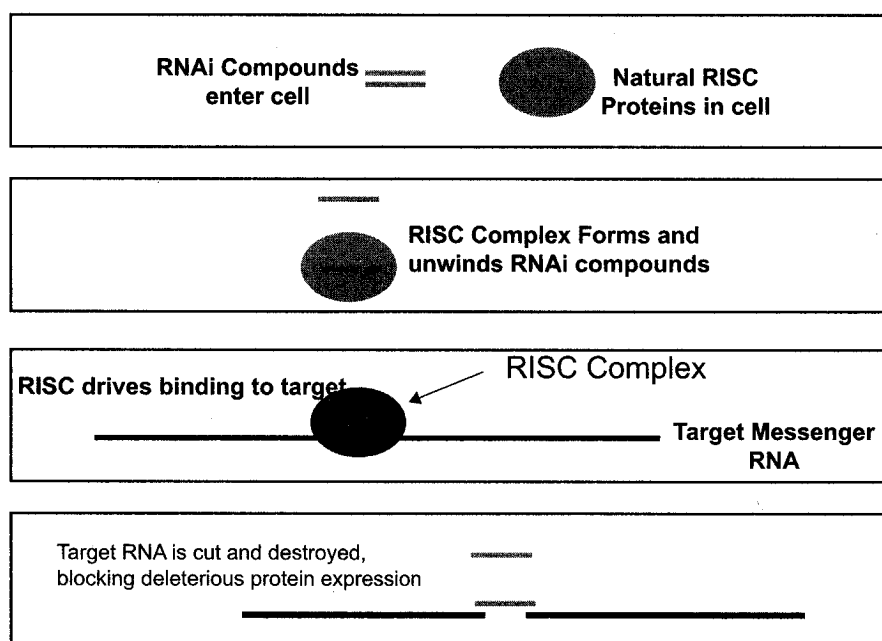 RNAi Compounds
enter cell
Natural RISC
Proteins in cell
RISC Complex Forms and
unwinds RNAi compounds
RISC drives binding to target
RISC Complex
Target Messenger
RNA
Target RNA is cut and destroyed,
blocking deleterious protein expression